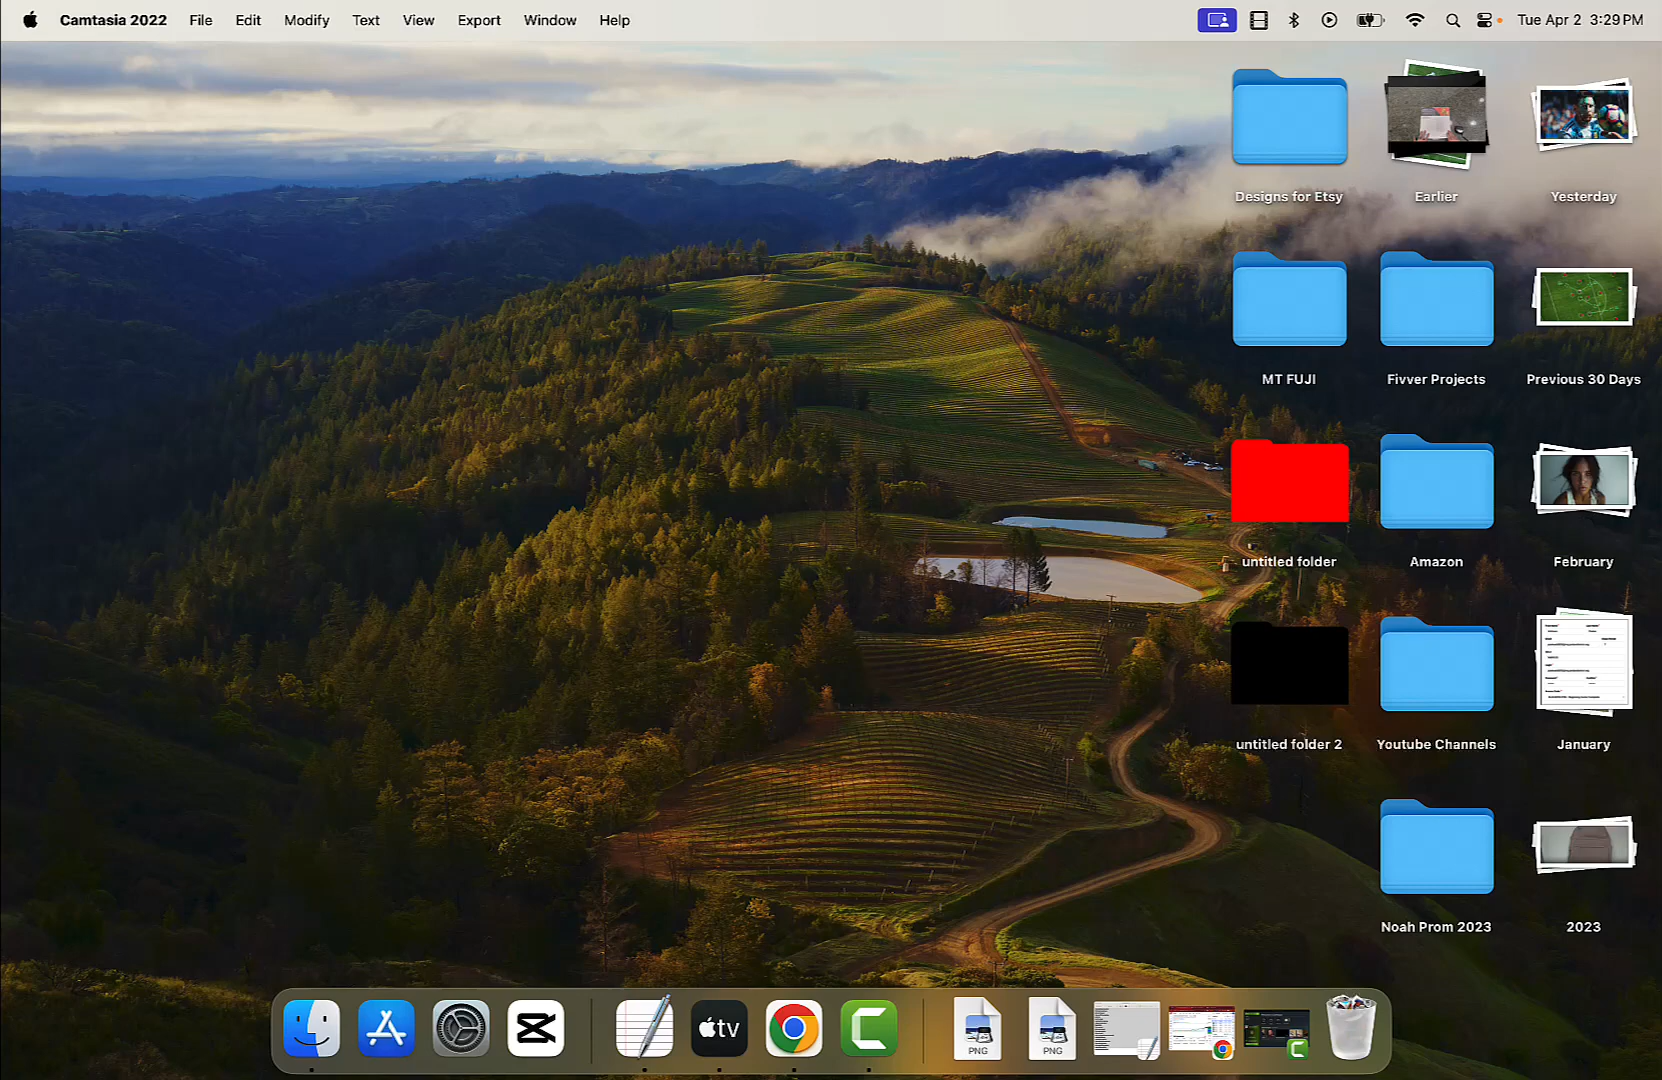 Camtasia 2022 File Edit Modify Text View Export Window Help Tue Apr 2 3:29 PM
Designs for Etsy Earlier Yesterday
MT FUJI Fivver Projects Previous 30 Days
untitled folder Amazon February
untitled folder 2 Youtube Channels January
Noah Prom 2023 2023
tv
PNG PNG